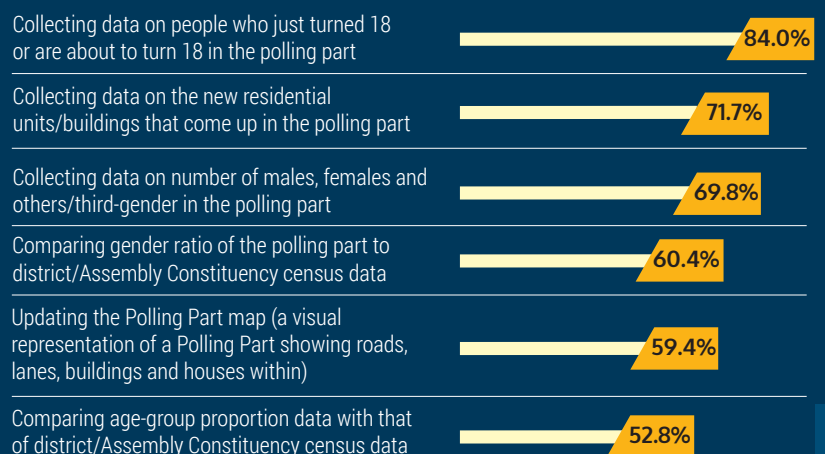 Collecting data on people who just turned 18
or are about to turn 18 in the polling part
84.0%
Collecting data on the new residential
units/buildings that come up in the polling part
71.7%
Collecting data on number of males, females and
others/third-gender in the polling part
69.8%
Comparing gender ratio of the polling part to
district/Assembly Constituency census data
60.4%
Updating the Polling Part map (a visual
representation of a Polling Part showing roads,
lanes, buildings and houses within)
59.4%
Comparing age-group proportion data with that
of district/Assembly Constituency census data
52.8%